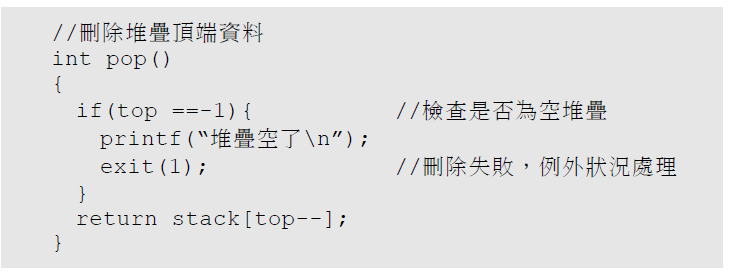 //刪除堆疊頂端資料
int pop()
{
  if(top ==-1){            //檢查是否為空堆疊
    printf(“堆疊空了\n”);
    exit(1);               //刪除失敗，例外狀況處理
  }
  return stack[top--];
}